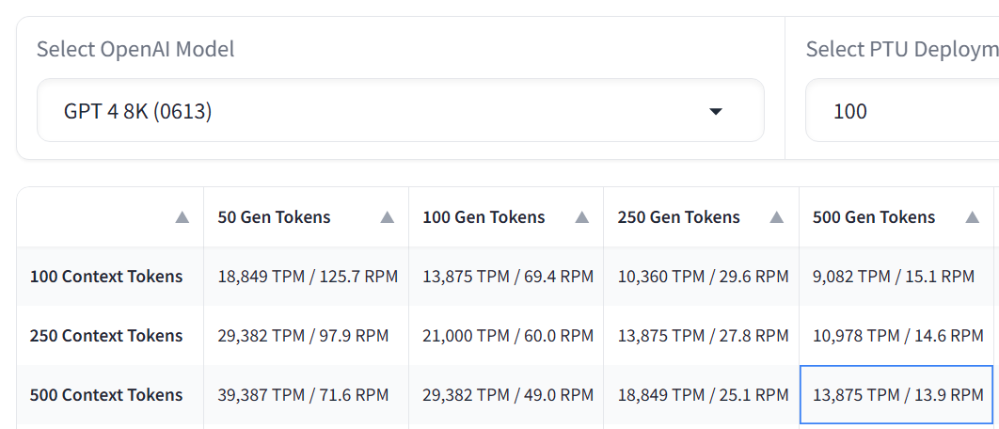 Select OpenAI Model
Select PTU Deploym
GPT 4 8K (0613)
100
50 Gen Tokens 100 Gen Tokens 250 Gen Tokens 500 Gen Tokens
100 Context Tokens 18,849 TPM / 125.7 RPM 13,875 TPM / 69.4 RPM 10,360 TPM / 29.6 RPM 9,082 TPM / 15.1 RPM
250 Context Tokens 29,382 TPM / 97.9 RPM 21,000 TPM / 60.0 RPM 13,875 TPM / 27.8 RPM 10,978 TPM / 14.6 RPM
500 Context Tokens 39,387 TPM / 71.6 RPM 29,382 TPM / 49.0 RPM 18,849 TPM / 25.1 RPM 13,875 TPM / 13.9 RPM